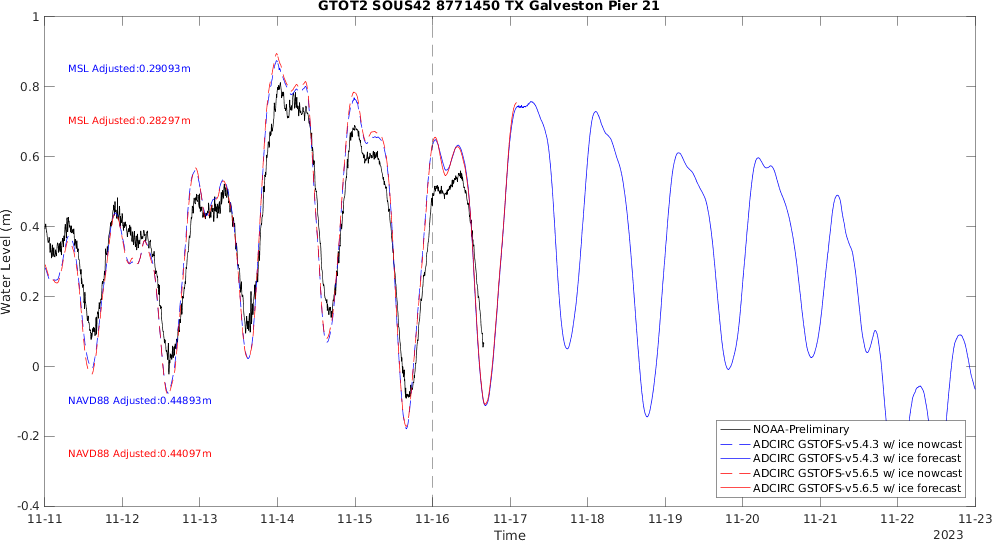 GTOT2 SOUS42 8771450 TX Galveston Pier 21
Water Level (m)
1
0.8
0.6
0.4
0.2
0
-0.2
-0.4
MSL Adjusted:0.29093m
MSL Adjusted:0.28297m
NAVD88 Adjusted:0.44893m
NAVD88 Adjusted:0.44097m
NOAA-Preliminary
ADCIRC GSTOFS-v5.4.3 w/ ice nowcast
ADCIRC GSTOFS-v5.4.3 w/ ice forecast
ADCIRC GSTOFS-v5.6.5 w/ ice nowcast
ADCIRC GSTOFS-v5.6.5 w/ ice forecast
11-11 11-12 11-13 11-14 11-15 11-16 11-17 11-18 11-19 11-20 11-21 11-22 11-23
Time
2023